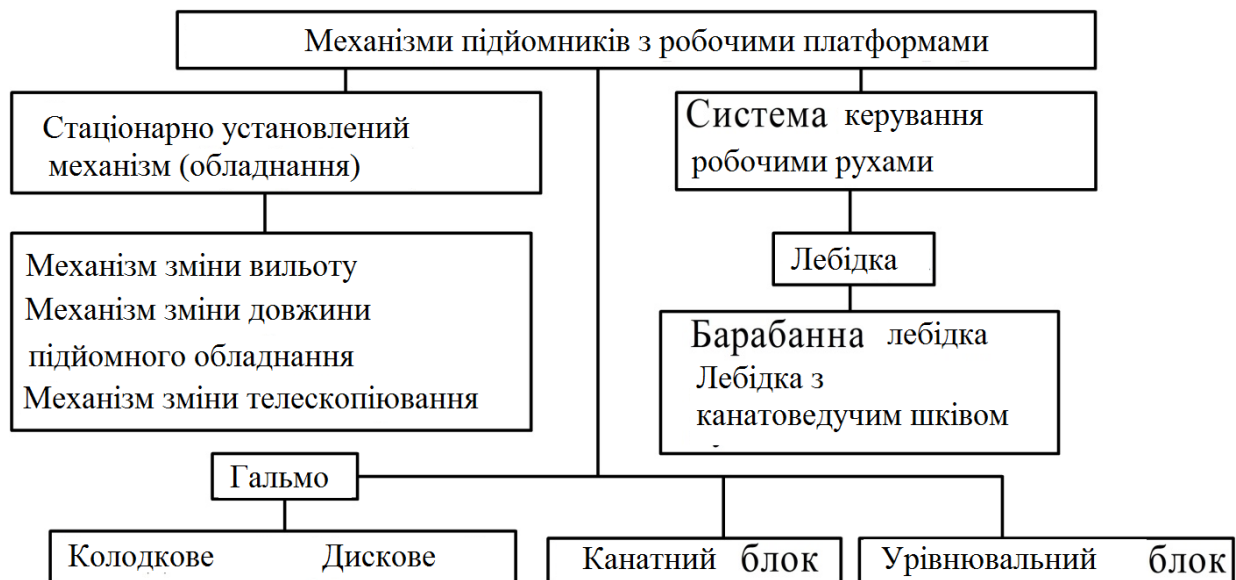 Механізми підйомників з робочими платформами
Стаціонарно установлений
механізм (обладнання)
Система керування
робочими рухами
Механізм зміни вильоту
Механізм зміни довжини
підйомного обладнання
Механізм зміни телескопіювання
Лебідка
Барабанна лебідка
Лебідка з
канатоведучим шківом
Гальмо
Колодкове Дискове
Канатний блок
Урівнювальний блок